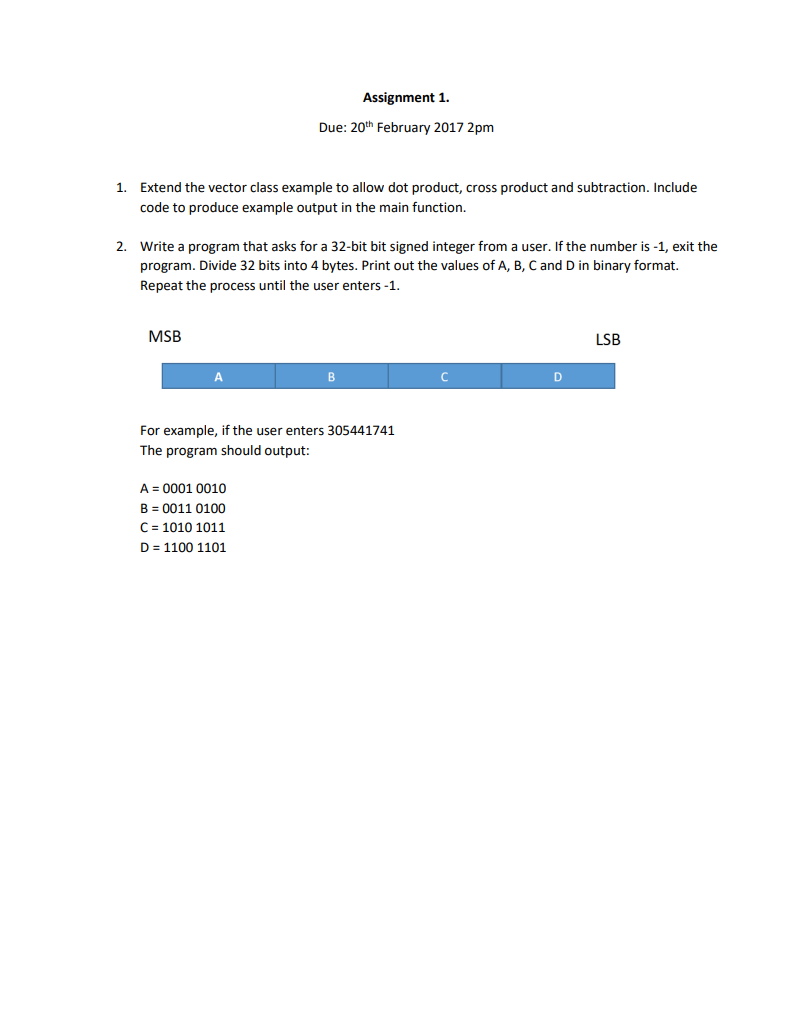 Assignment 1.
Due: 20th February 2017 2pm
1. Extend the vector class example to allow dot product, cross product and subtraction. Include
code to produce example output in the main function.
2. Write a program that asks for a 32-bit bit signed integer from a user. If the number is -1, exit the
program. Divide 32 bits into 4 bytes. Print out the values of A, B, C and D in binary format.
Repeat the process until the user enters -1.
MSB
LSB
A B C D
For example, if the user enters 305441741
The program should output:
A = 0001 0010
B = 0011 0100
C = 1010 1011
D = 1100 1101